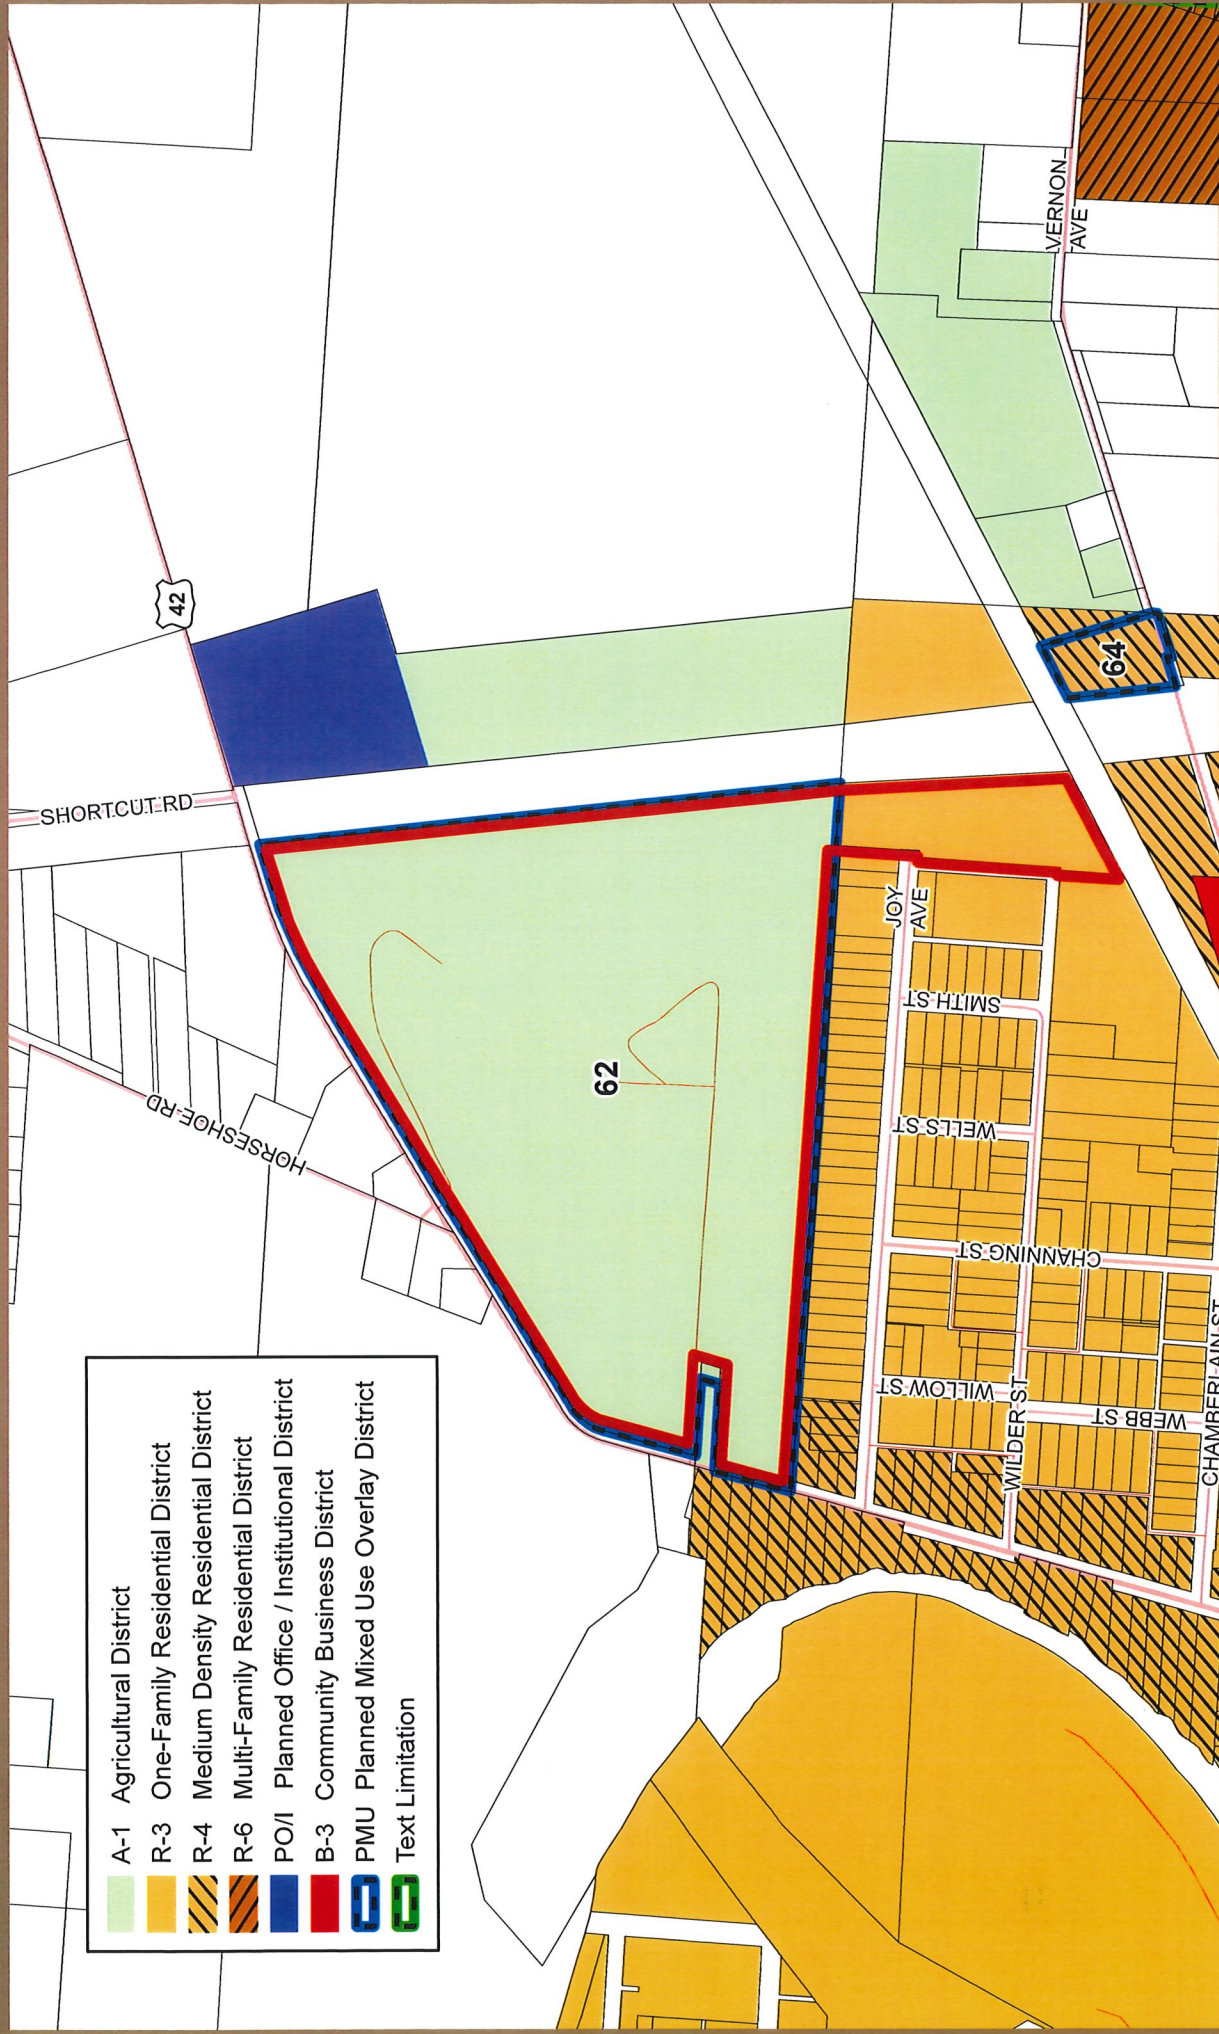 A-1 Agricultural District
R-3 One-Family Residential District
R-4 Medium Density Residential District
R-6 Multi-Family Residential District
PO/I Planned Office / Institutional District
B-3 Community Business District
PMU Planned Mixed Use Overlay District
Text Limitation
42
SHORTCUT RD
HORSESHOE RD
62
64
VERNON
AVE
JOY
AVE
SMITH ST
WELLS ST
CHANNING ST
WILLOW ST
WILDER ST
WEBB ST
CHAMBERLAIN ST